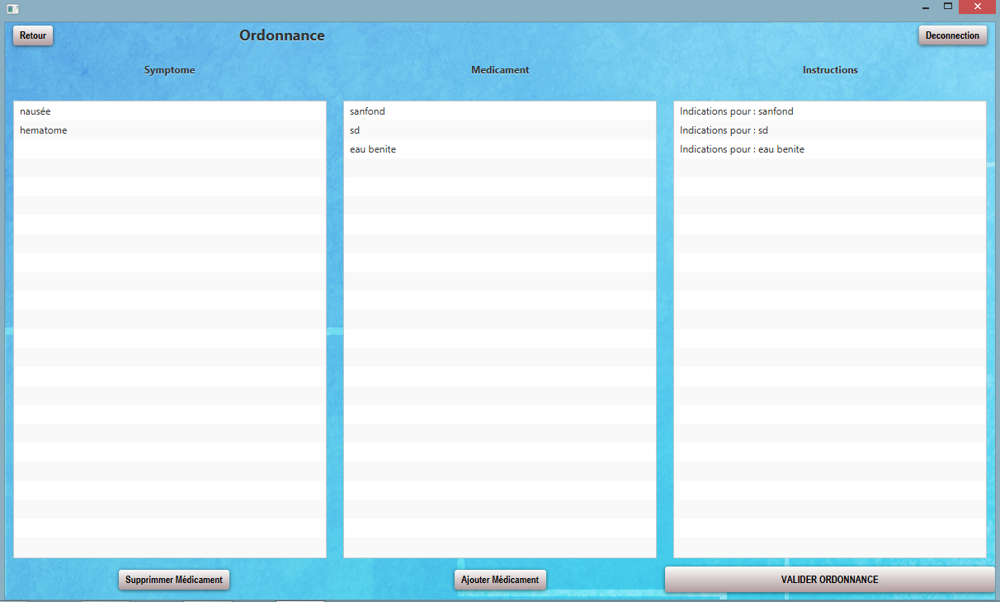 Retour
Ordonnance
Deconnection
Symptome
Medicament
Instructions
nausée
hematome
sanfond
sd
eau benite
Indications pour : sanfond
Indications pour : sd
Indications pour : eau benite
Supprimmer Médicament
Ajouter Médicament
VALIDER ORDONNANCE